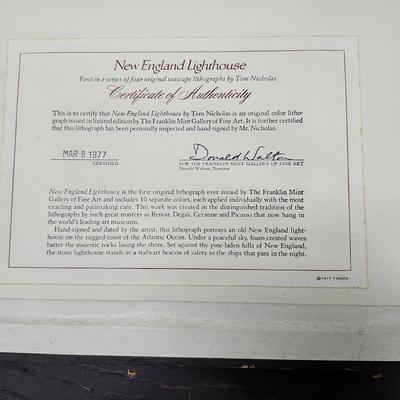 New England Lighthouse
First in a series of four original seascape lithographs by Tom Nicholas
Certificate of Authenticity
This is to certify that New England Lighthouse by Tom Nicholas is an original color litho-
graph issued in limited edition by The Franklin Mint Gallery of Fine Art. It is further certified
that this lithograph has been personally inspected and hand-signed by Mr. Nicholas.
MAR 8 1977
CERTIFIED
Donald Walton
FOR THE FRANKLIN MINT GALLERY OF FINE ART
Donald Walton, Director
New England Lighthouse is the first original lithograph ever issued by The Franklin Mint
Gallery of Fine Art and includes 10 separate colors, each applied individually with the most
exacting and painstaking care. This work was created in the distinguished tradition of the
lithographs by such great masters as Renoir, Degas, Cezanne and Picasso that now hang in
the world's leading art museums.
Hand-signed and dated by the artist, this lithograph portrays an old New England light-
house on the rugged coast of the Atlantic Ocean. Under a peaceful sky, foam-crested waves
batter the majestic rocks lining the shore. Set against the pine-laden hills of New England,
the stone lighthouse stands as a stalwart beacon of safety to the ships that pass in the night.
© 1977 FMGFA